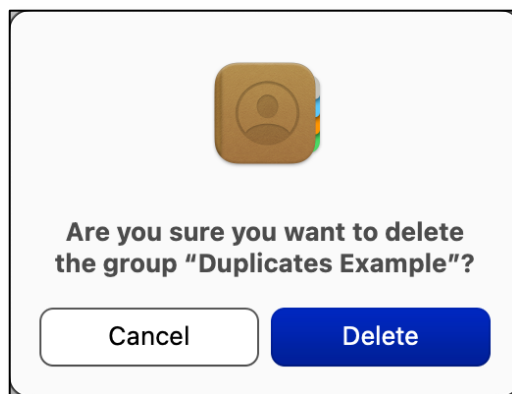 Are you sure you want to delete
the group “Duplicates Example”?
Cancel
Delete